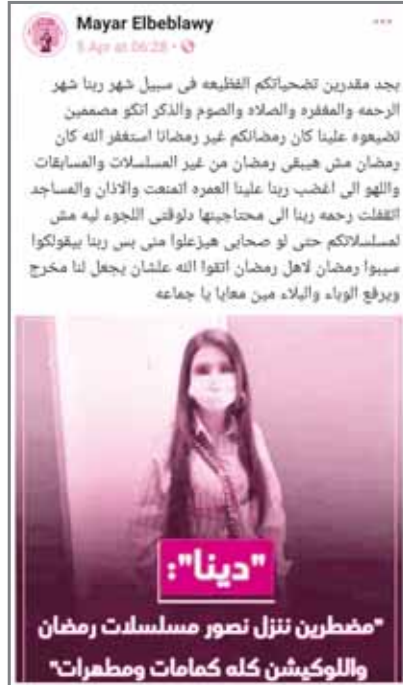 Mayar Elbeblawy
5 Apr at 06:28 ·
بجد مقدرين تضحياتكم الفظيعه فى سبيل شهر ربنا شهر
الرحمه والمغفره والصلاه والصوم والذكر انكو مصممين
تضيعوه علينا كان رمضانكم غير رمضانا استغفر الله كان
رمضان مش هيبقى رمضان من غير المسلسلات والمسابقات
واللهو الى اغضب ربنا علينا العمره اتمنعت والاذان والمساجد
اتقفلت رحمه ربنا الى محتاجينها دلوقتى اللجوء ليه مش
لمسلسلاتكم حتى لو صحابى هيزعلوا منى بس ربنا بيقولكوا
سيبوا رمضان لاهل رمضان اتقوا الله علشان يجعل لنا مخرج
ويرفع الوباء والبلاء مين معايا يا جماعه
"دينا":
"مضطرين ننزل نصور مسلسلات رمضان
واللوكيشن كله كمامات ومطهرات"